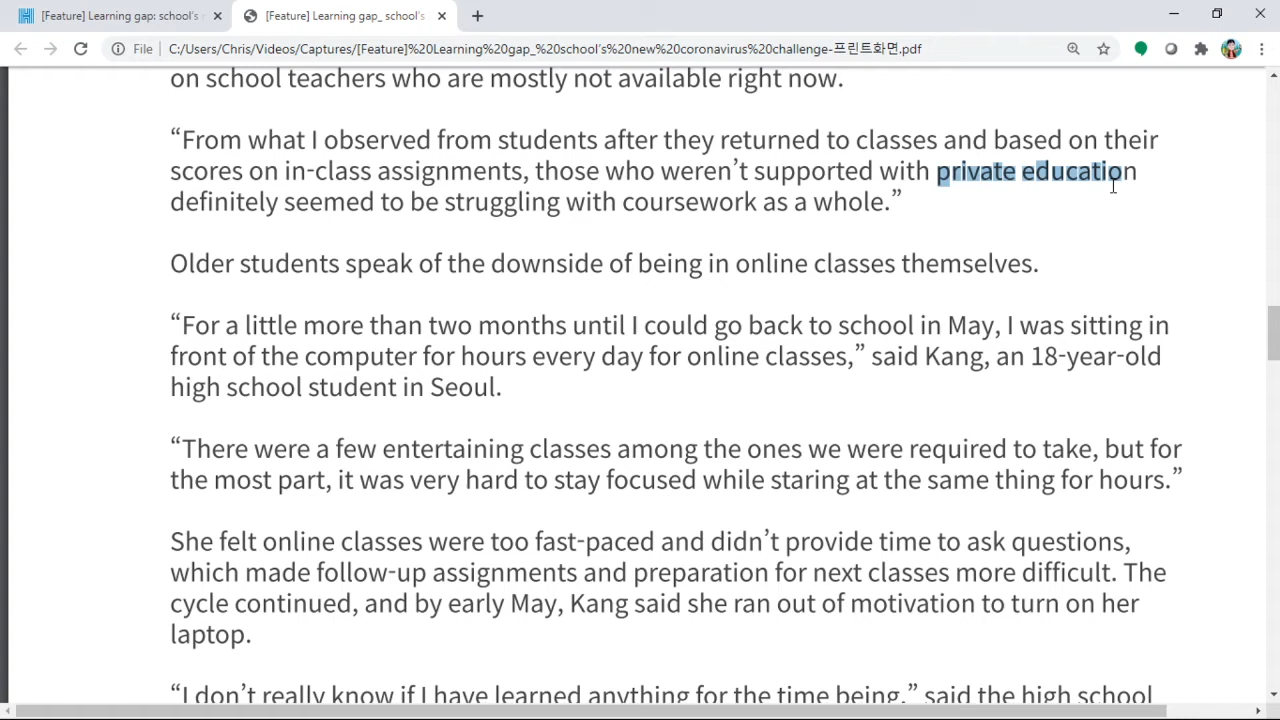 [Feature] Learning gap: school's
[Feature] Learning gap_ school's
File C:/Users/Chris/Videos/Captures/[Feature]%20Learning%20gap_%20school's%20new%20coronavirus%20challenge-프린트화면.pdf
on school teachers who are mostly not available right now.
“From what I observed from students after they returned to classes and based on their
scores on in-class assignments, those who weren’t supported with private education
definitely seemed to be struggling with coursework as a whole.”
Older students speak of the downside of being in online classes themselves.
“For a little more than two months until I could go back to school in May, I was sitting in
front of the computer for hours every day for online classes,” said Kang, an 18-year-old
high school student in Seoul.
“There were a few entertaining classes among the ones we were required to take, but for
the most part, it was very hard to stay focused while staring at the same thing for hours.”
She felt online classes were too fast-paced and didn’t provide time to ask questions,
which made follow-up assignments and preparation for next classes more difficult. The
cycle continued, and by early May, Kang said she ran out of motivation to turn on her
laptop.
“I don’t really know if I have learned anything for the time being,” said the high school